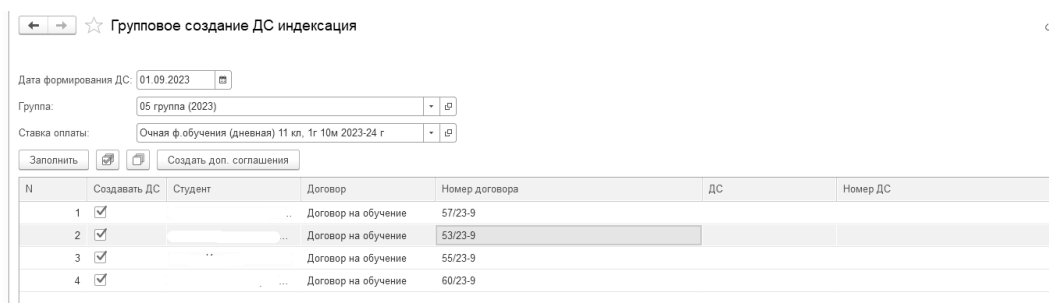 Групповое создание ДС индексация
Дата формирования ДС: 01.09.2023
Группа: 05 группа (2023)
Ставка оплаты: Очная ф.обучения (дневная) 11 кл, 1г 10м 2023-24 г
Заполнить Создать доп. соглашения
N Создавать ДС Студент Договор Номер договора ДС Номер ДС
1 .. Договор на обучение 57/23-9
2 ... Договор на обучение 53/23-9
3 Договор на обучение 55/23-9
4 ... Договор на обучение 60/23-9